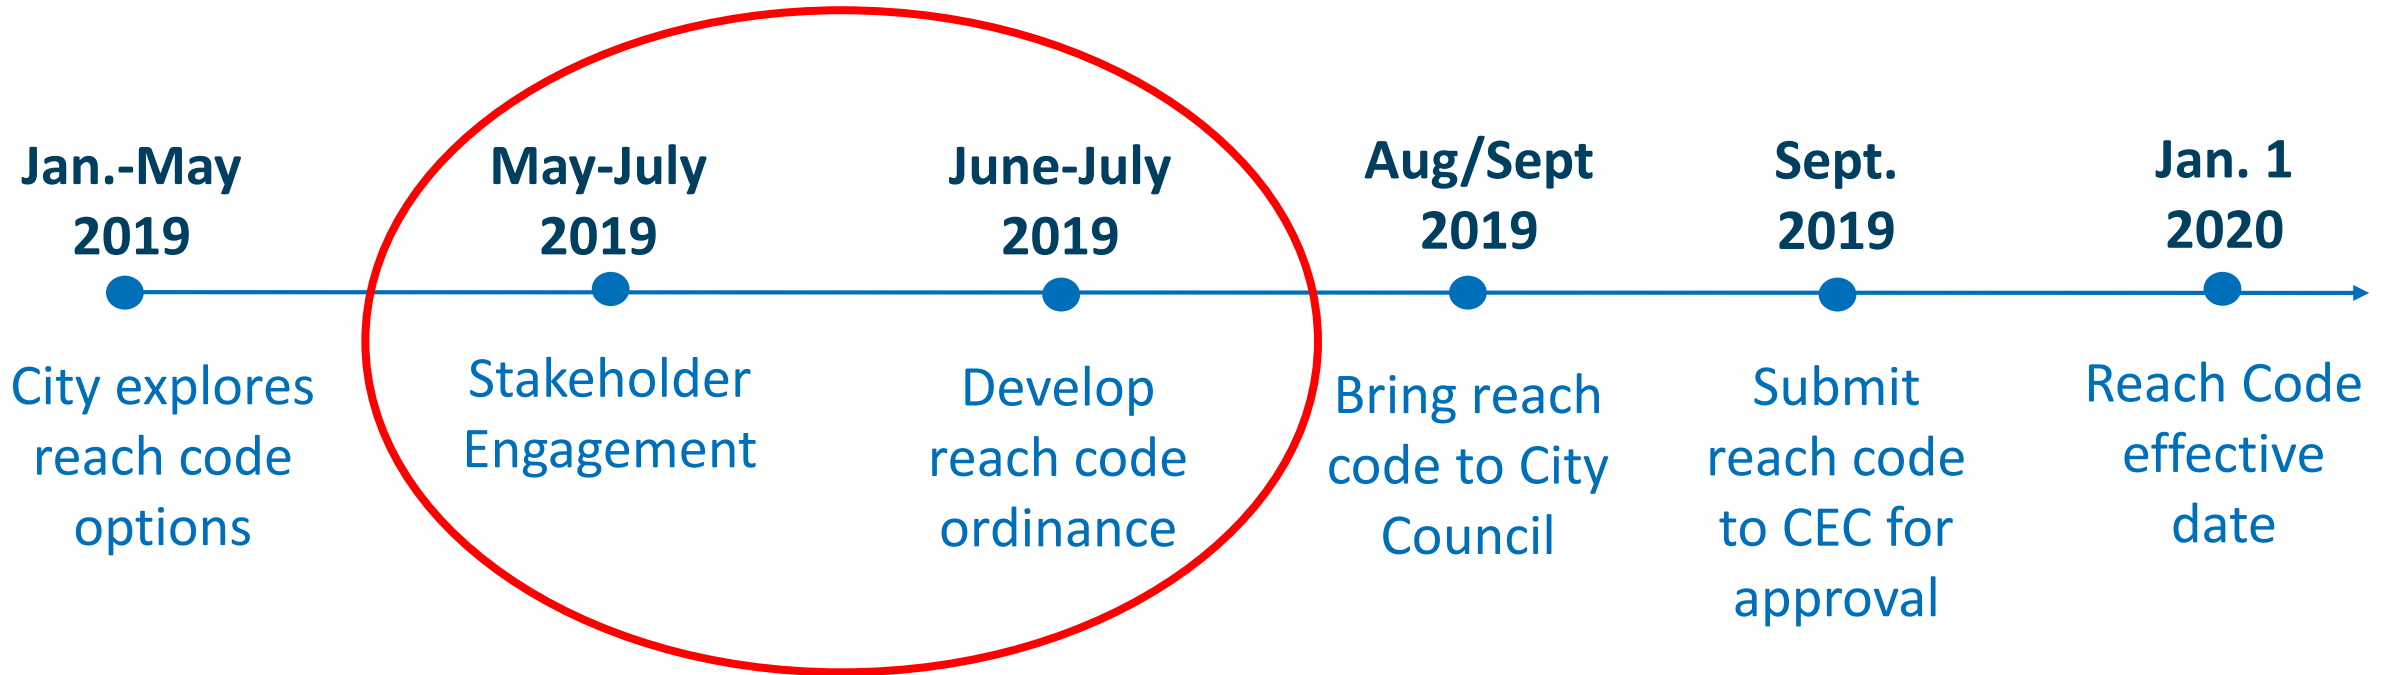 Jan.-May
2019
City explores
reach code
options
May-July
2019
Stakeholder
Engagement
June-July
2019
Develop
reach code
ordinance
Aug/Sept
2019
Bring reach
code to City
Council
Sept.
2019
Submit
reach code
to CEC for
approval
Jan. 1
2020
Reach Code
effective
date